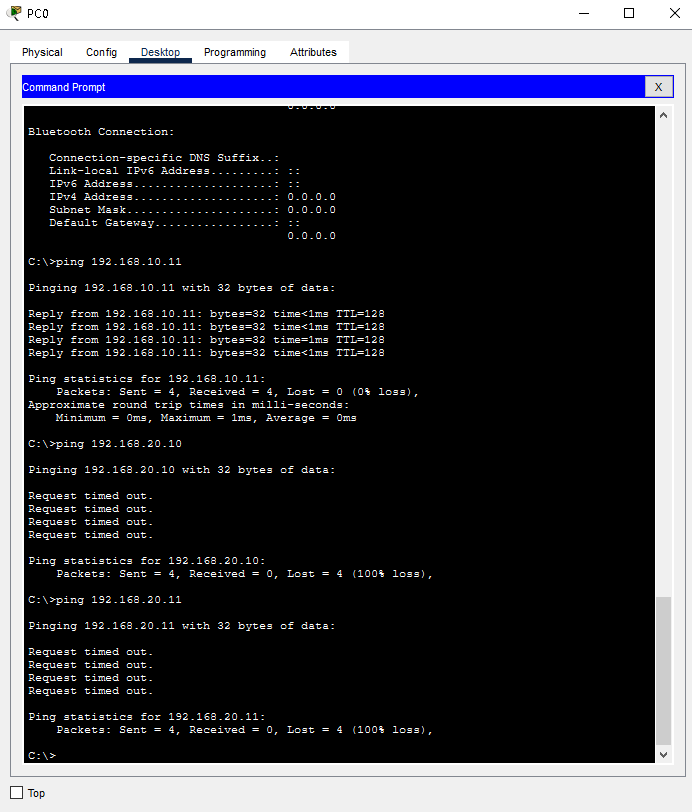 PC0
Physical Config Desktop Programming Attributes
Command Prompt X
0.0.0.0
Bluetooth Connection:
Connection-specific DNS Suffix..:
Link-local IPv6 Address.........: ::
IPv6 Address....................: ::
IPv4 Address....................: 0.0.0.0
Subnet Mask.....................: 0.0.0.0
Default Gateway.................: ::
0.0.0.0
C:\>ping 192.168.10.11
Pinging 192.168.10.11 with 32 bytes of data:
Reply from 192.168.10.11: bytes=32 time<1ms TTL=128
Reply from 192.168.10.11: bytes=32 time<1ms TTL=128
Reply from 192.168.10.11: bytes=32 time=1ms TTL=128
Reply from 192.168.10.11: bytes=32 time<1ms TTL=128
Ping statistics for 192.168.10.11:
Packets: Sent = 4, Received = 4, Lost = 0 (0% loss),
Approximate round trip times in milli-seconds:
Minimum = 0ms, Maximum = 1ms, Average = 0ms
C:\>ping 192.168.20.10
Pinging 192.168.20.10 with 32 bytes of data:
Request timed out.
Request timed out.
Request timed out.
Request timed out.
Ping statistics for 192.168.20.10:
Packets: Sent = 4, Received = 0, Lost = 4 (100% loss),
C:\>ping 192.168.20.11
Pinging 192.168.20.11 with 32 bytes of data:
Request timed out.
Request timed out.
Request timed out.
Request timed out.
Ping statistics for 192.168.20.11:
Packets: Sent = 4, Received = 0, Lost = 4 (100% loss),
C:\>
Top